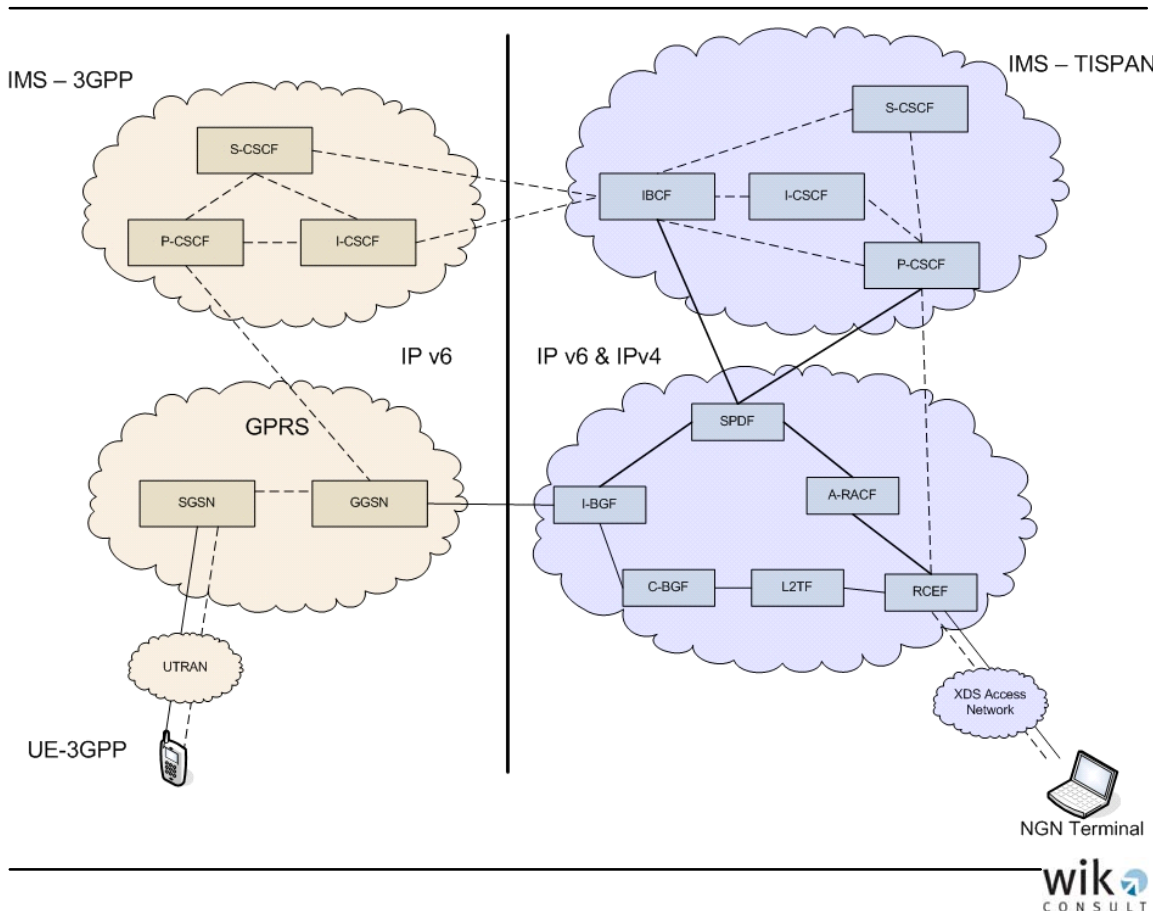 IMS – 3GPP
IMS – TISPAN
S-CSCF
S-CSCF
IBCF
I-CSCF
P-CSCF
I-CSCF
P-CSCF
IP v6
IP v6 & IPv4
GPRS
SPDF
SGSN
GGSN
I-BGF
A-RACF
C-BGF
L2TF
RCEF
UTRAN
XDS Access
Network
UE-3GPP
NGN Terminal
wik
CONSULT